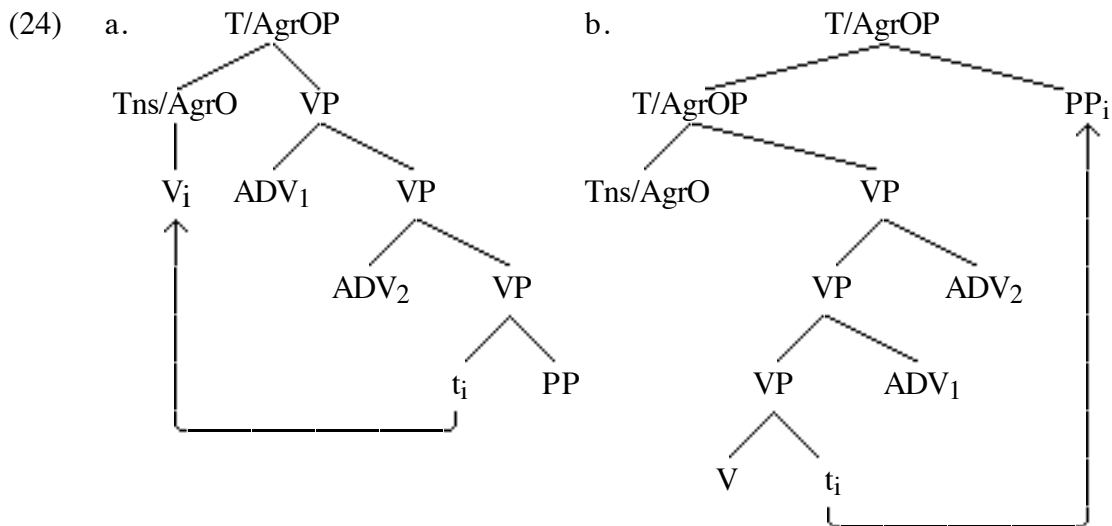 (24) a. T/AgrOP b. T/AgrOP
Tns/AgrO VP T/AgrOP PPi
Vi ADV1 VP Tns/AgrO VP
ADV2 VP VP ADV2
ti PP VP ADV1
V ti